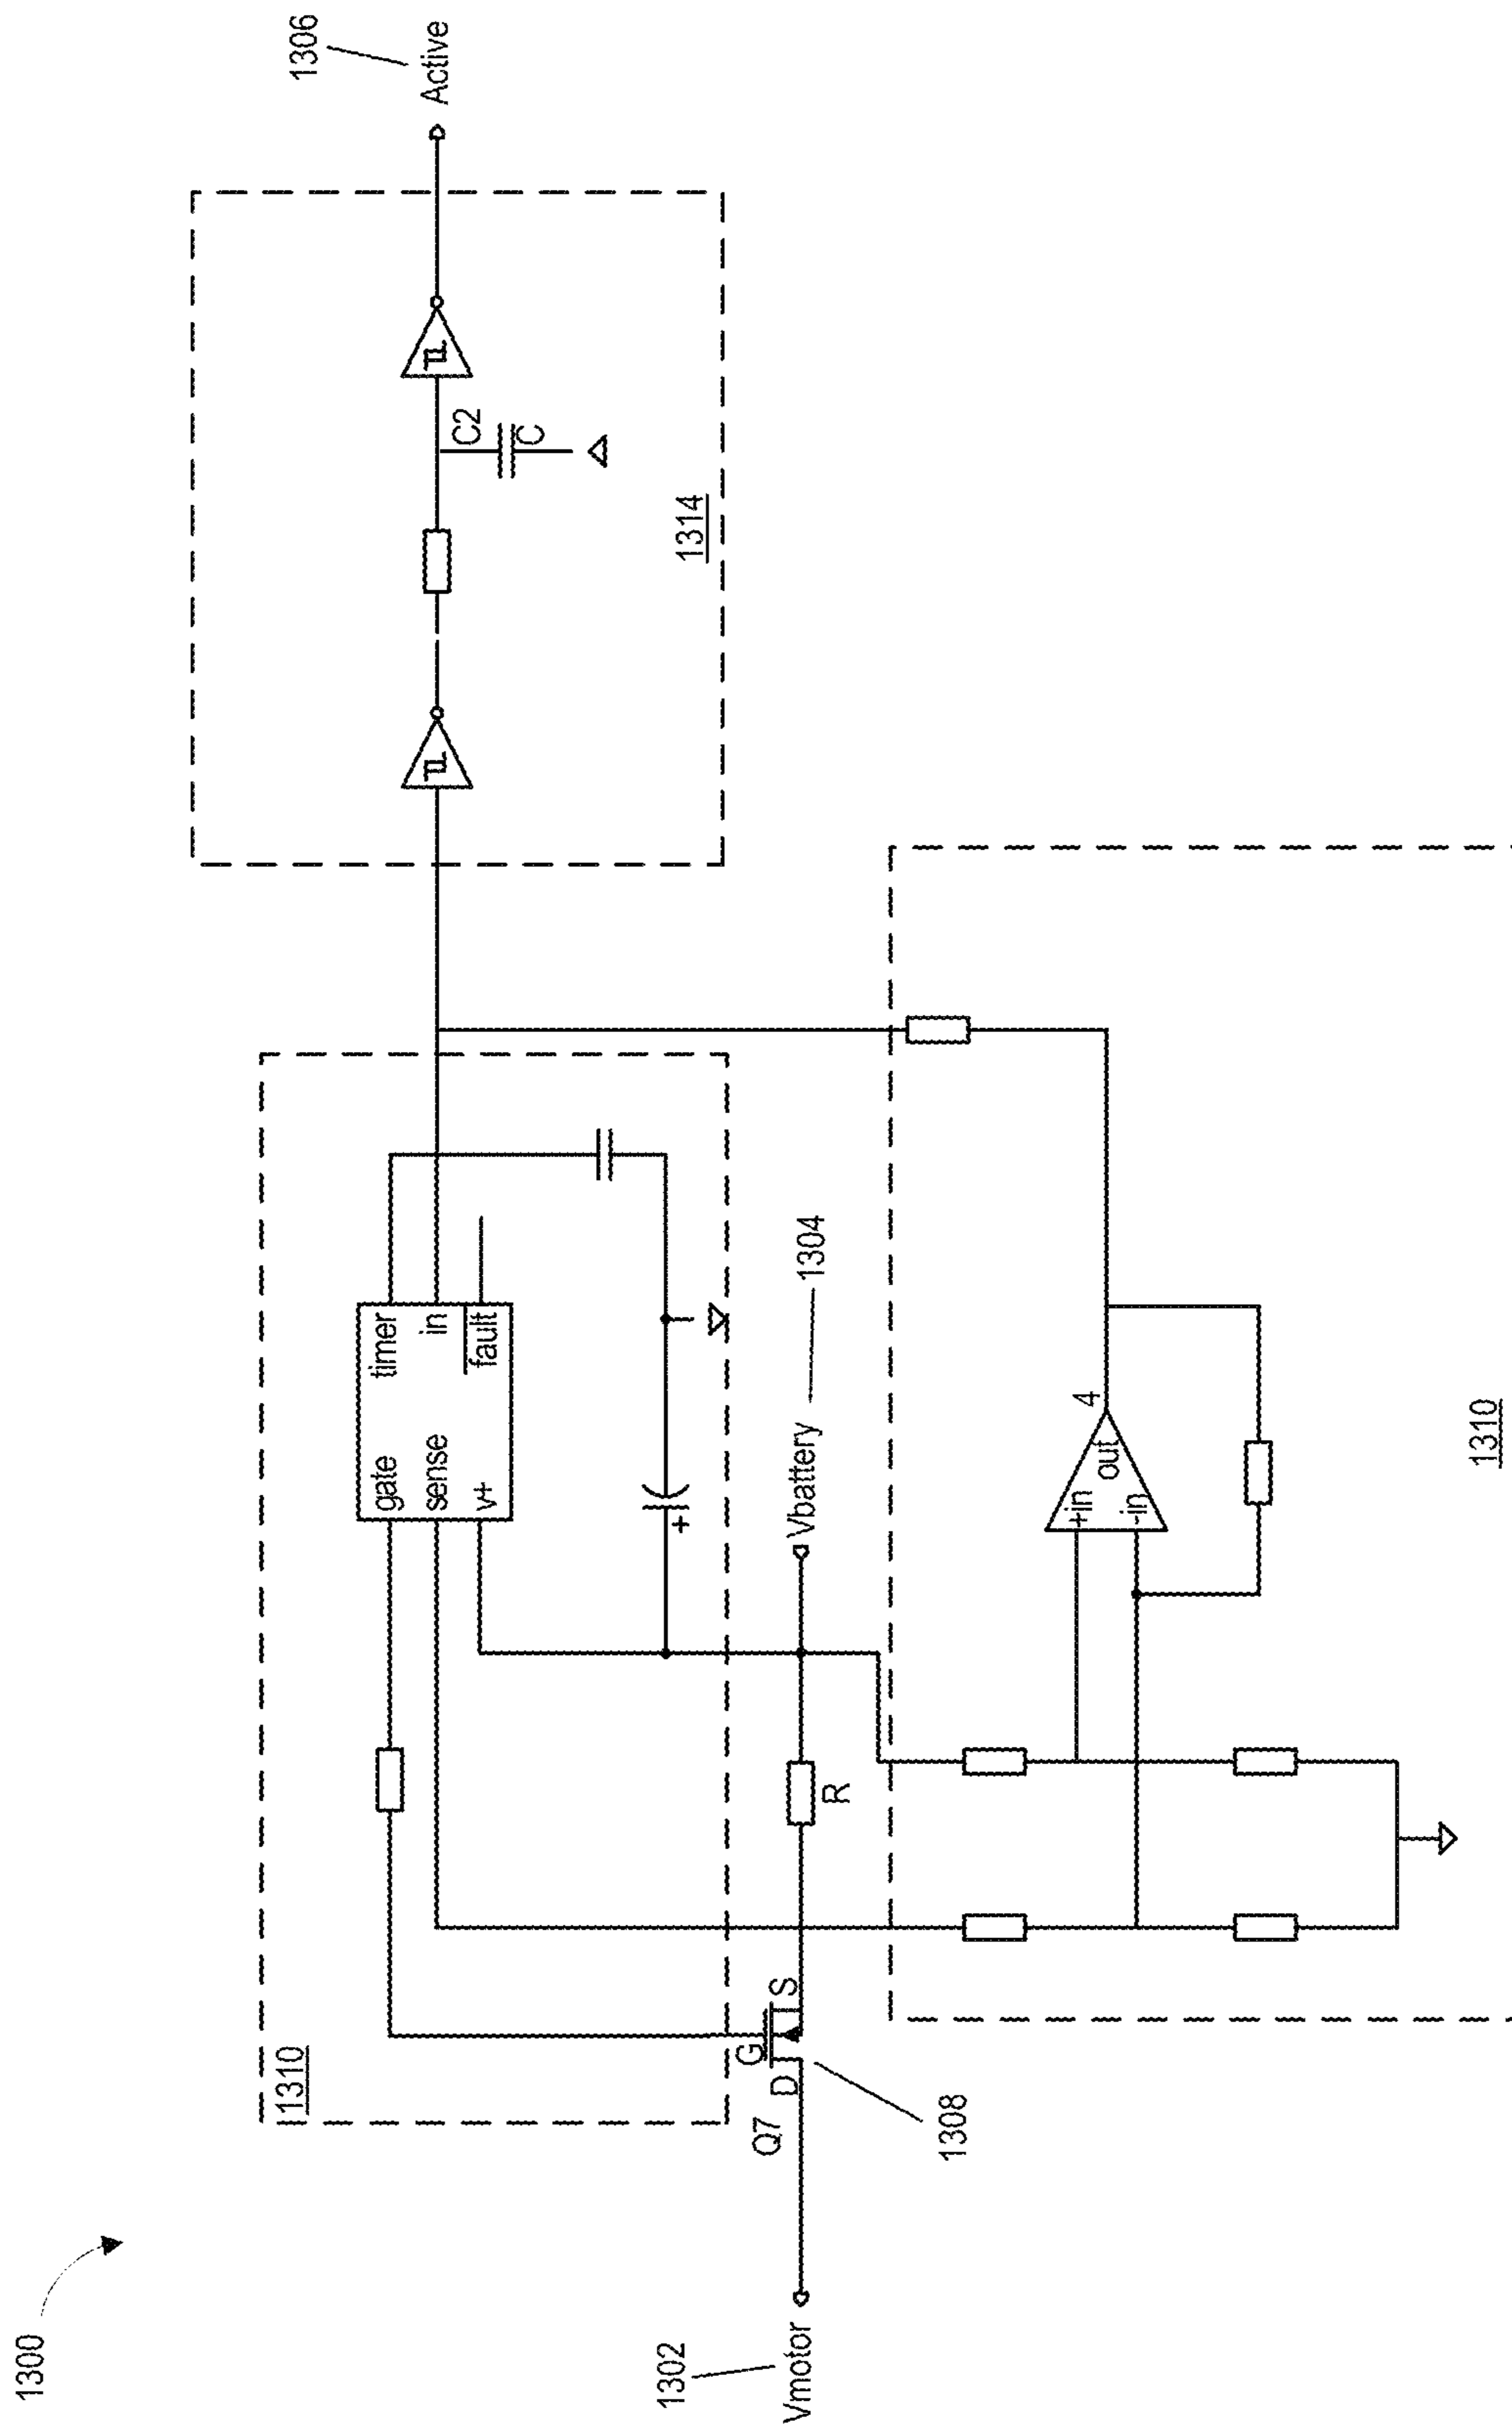 1300
1302
Vmotor
1310
Q7
D
G
S
1308
R
gate
sense
v+
timer
in
fault
+
Vbattery
1304
+in
-in
out
4
1310
C2
C
1314
1306
Active